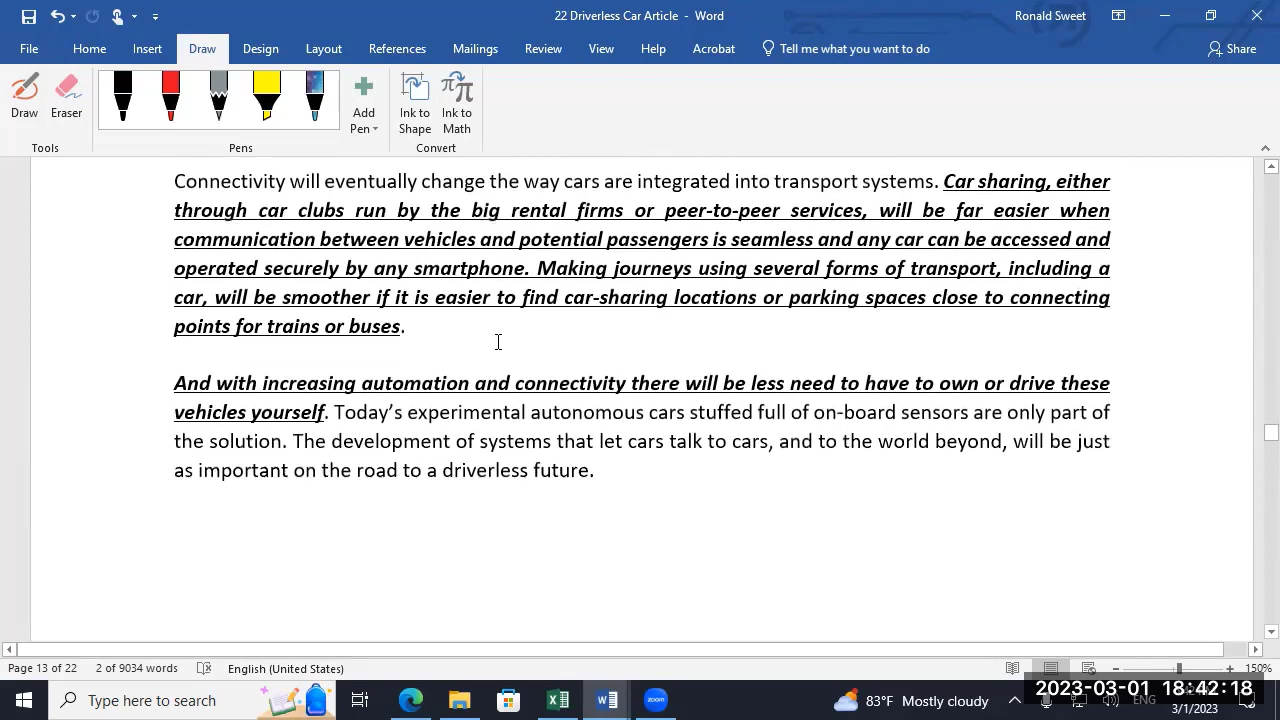 22 Driverless Car Article - Word
Ronald Sweet
File Home Insert Draw Design Layout References Mailings Review View Help Acrobat Tell me what you want to do Share
Draw Eraser Add Pen Ink to Shape Ink to Math
Tools Pens Convert
Connectivity will eventually change the way cars are integrated into transport systems. Car sharing, either
through car clubs run by the big rental firms or peer-to-peer services, will be far easier when
communication between vehicles and potential passengers is seamless and any car can be accessed and
operated securely by any smartphone. Making journeys using several forms of transport, including a
car, will be smoother if it is easier to find car-sharing locations or parking spaces close to connecting
points for trains or buses.
And with increasing automation and connectivity there will be less need to have to own or drive these
vehicles yourself. Today’s experimental autonomous cars stuffed full of on-board sensors are only part of
the solution. The development of systems that let cars talk to cars, and to the world beyond, will be just
as important on the road to a driverless future.
Page 13 of 22 2 of 9034 words English (United States) 150%
Type here to search
zoom
83°F Mostly cloudy
ENG
2023-03-01 18:42:18
3/1/2023